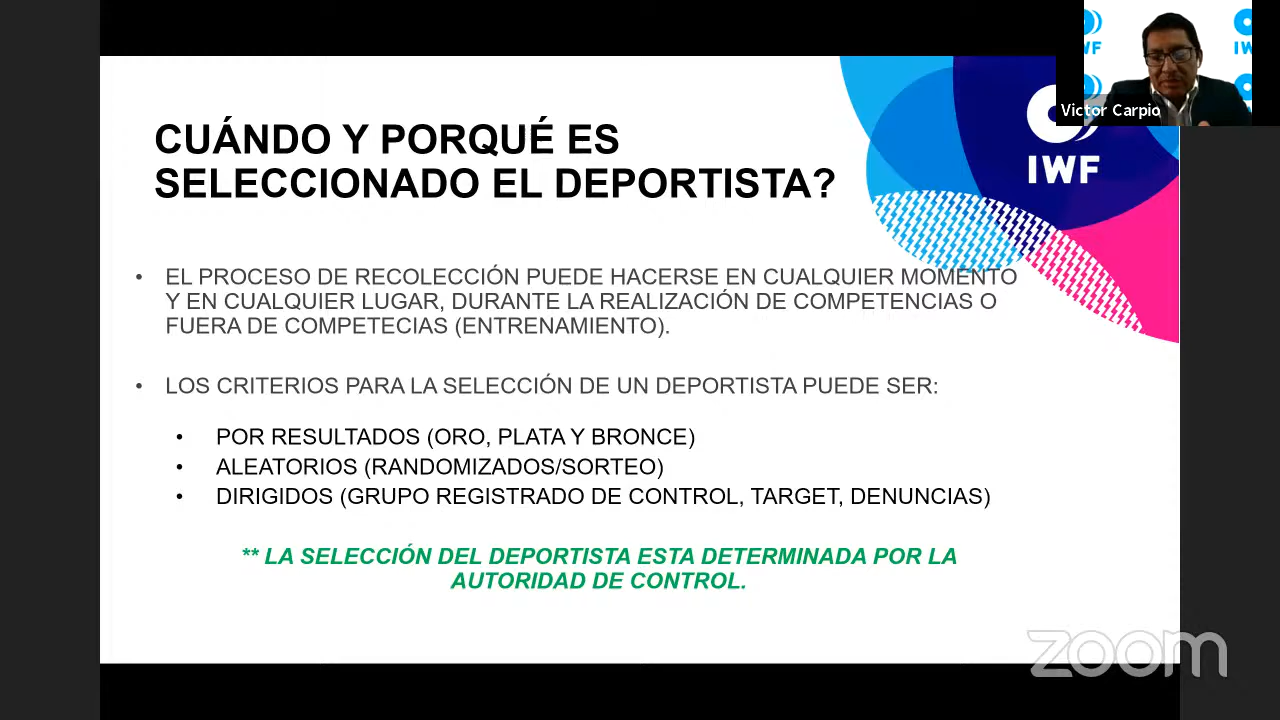 CUÁNDO Y PORQUÉ ES
SELECCIONADO EL DEPORTISTA?
IWF
WF
IW
Victor Carpio
• EL PROCESO DE RECOLECCIÓN PUEDE HACERSE EN CUALQUIER MOMENTO
Y EN CUALQUIER LUGAR, DURANTE LA REALIZACIÓN DE COMPETENCIAS O
FUERA DE COMPETECIAS (ENTRENAMIENTO).
• LOS CRITERIOS PARA LA SELECCIÓN DE UN DEPORTISTA PUEDE SER:
• POR RESULTADOS (ORO, PLATA Y BRONCE)
• ALEATORIOS (RANDOMIZADOS/SORTEO)
• DIRIGIDOS (GRUPO REGISTRADO DE CONTROL, TARGET, DENUNCIAS)
** LA SELECCIÓN DEL DEPORTISTA ESTA DETERMINADA POR LA
AUTORIDAD DE CONTROL.
zoom